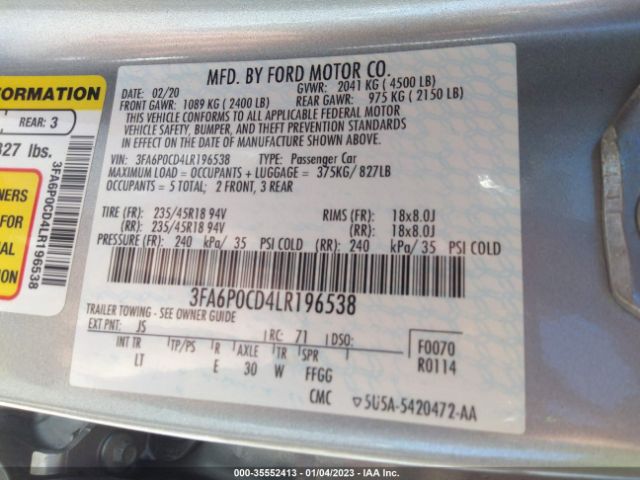 MFD. BY FORD MOTOR CO.
DATE: 02/20 GVWR: 2041 KG ( 4500 LB)
FRONT GAWR: 1089 KG ( 2400 LB) REAR GAWR: 975 KG ( 2150 LB)
THIS VEHICLE CONFORMS TO ALL APPLICABLE FEDERAL MOTOR
VEHICLE SAFETY, BUMPER, AND THEFT PREVENTION STANDARDS
IN EFFECT ON THE DATE OF MANUFACTURE SHOWN ABOVE.
VIN: 3FA6P0CD4LR196538 TYPE: Passenger Car
MAXIMUM LOAD = OCCUPANTS + LUGGAGE = 375KG/ 827LB
OCCUPANTS = 5 TOTAL; 2 FRONT, 3 REAR
TIRE (FR): 235/45R18 94V RIMS (FR): 18x8.0J
(RR): 235/45R18 94V (RR): 18x8.0J
PRESSURE (FR): 240 kPa/ 35 PSI COLD (RR): 240 kPa/ 35 PSI COLD
3FA6P0CD4LR196538
TRAILER TOWING - SEE OWNER GUIDE
EXT PNT: JS RC: 71 DSO:
INT TR TP/PS R AXLE TR SPR
LT E 30 W FFGG
F0070
R0114
CMC 5U5A-5420472-AA
FORMATION
REAR: 3
827 lbs.
NERS
FOR
NAL
ION
3FA6P0CD4LR196538
000-35552413 - 01/04/2023 - IAA Inc.